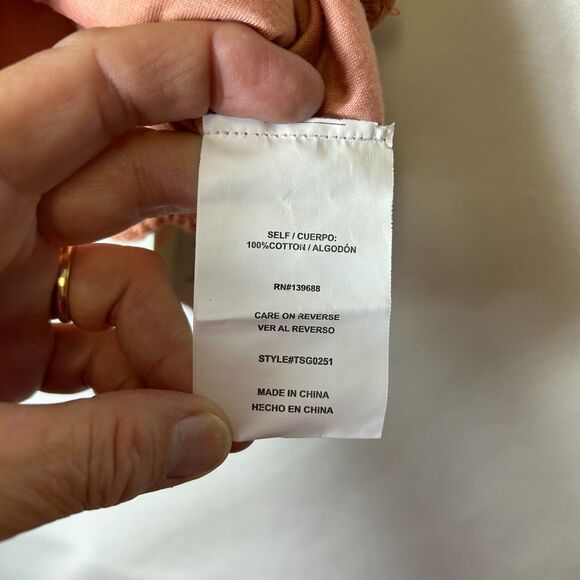 SELF / CUERPO:
100%COTTON / ALGODÓN
RN#139688
CARE ON REVERSE
VER AL REVERSO
STYLE#TSG0251
MADE IN CHINA
HECHO EN CHINA